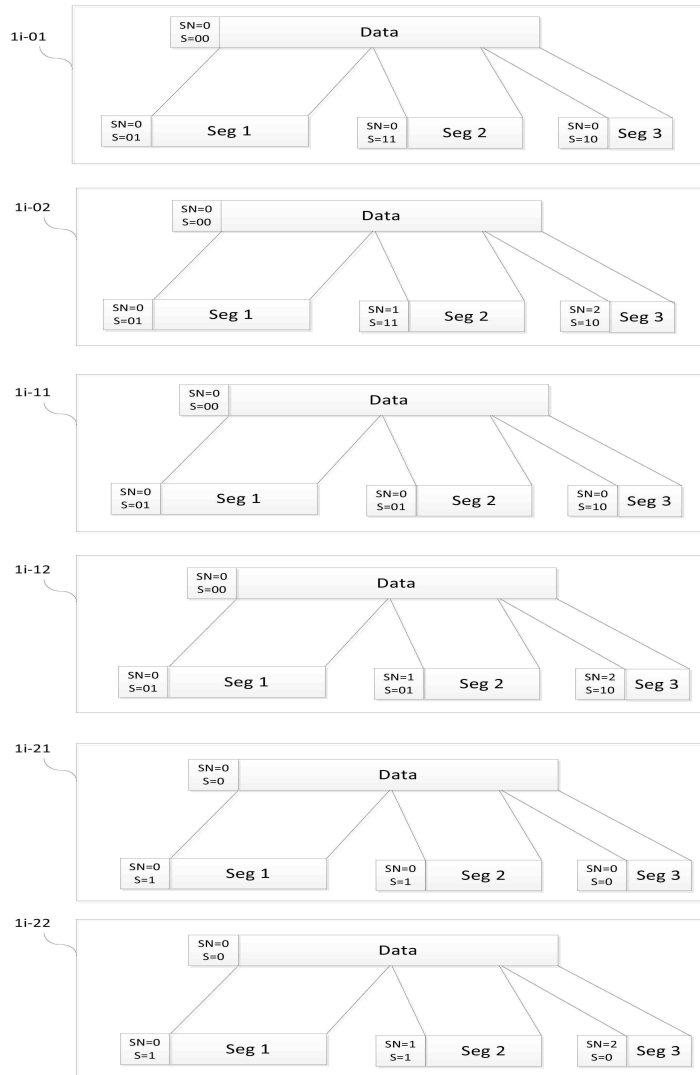 1i-01
SN=0
S=00
Data
SN=0
S=01
Seg 1
SN=0
S=11
Seg 2
SN=0
S=10
Seg 3
1i-02
SN=0
S=00
Data
SN=0
S=01
Seg 1
SN=1
S=11
Seg 2
SN=2
S=10
Seg 3
1i-11
SN=0
S=00
Data
SN=0
S=01
Seg 1
SN=0
S=01
Seg 2
SN=0
S=10
Seg 3
1i-12
SN=0
S=00
Data
SN=0
S=01
Seg 1
SN=1
S=01
Seg 2
SN=2
S=10
Seg 3
1i-21
SN=0
S=0
Data
SN=0
S=1
Seg 1
SN=0
S=1
Seg 2
SN=0
S=0
Seg 3
1i-22
SN=0
S=0
Data
SN=0
S=1
Seg 1
SN=1
S=1
Seg 2
SN=2
S=0
Seg 3